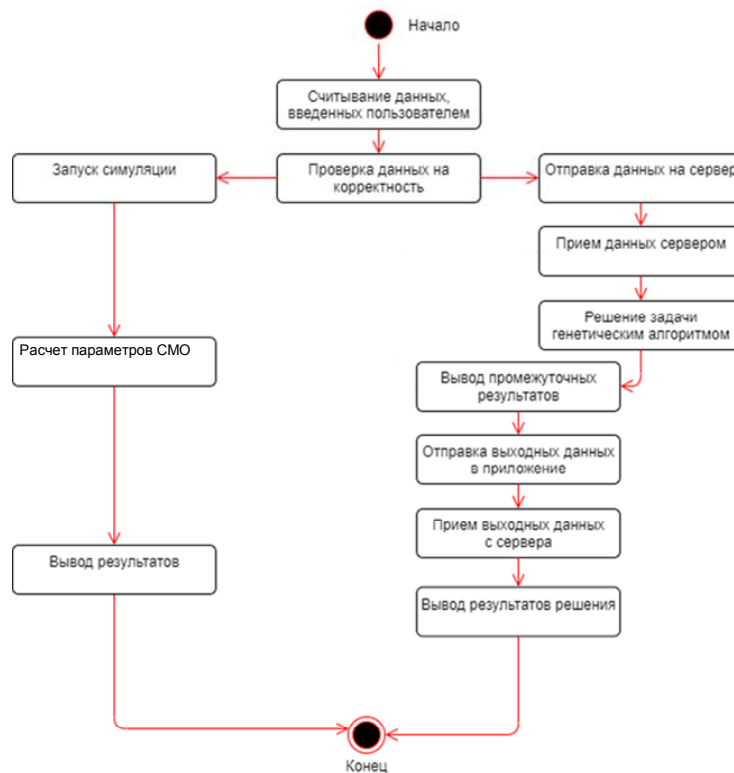 Начало
Считывание данных,
введенных пользователем
Запуск симуляции
Проверка данных на
корректность
Отправка данных на сервер
Прием данных сервером
Решение задачи
генетическим алгоритмом
Расчет параметров СМО
Вывод промежуточных
результатов
Отправка выходных данных
в приложение
Прием выходных данных
с сервера
Вывод результатов
Вывод результатов решения
Конец